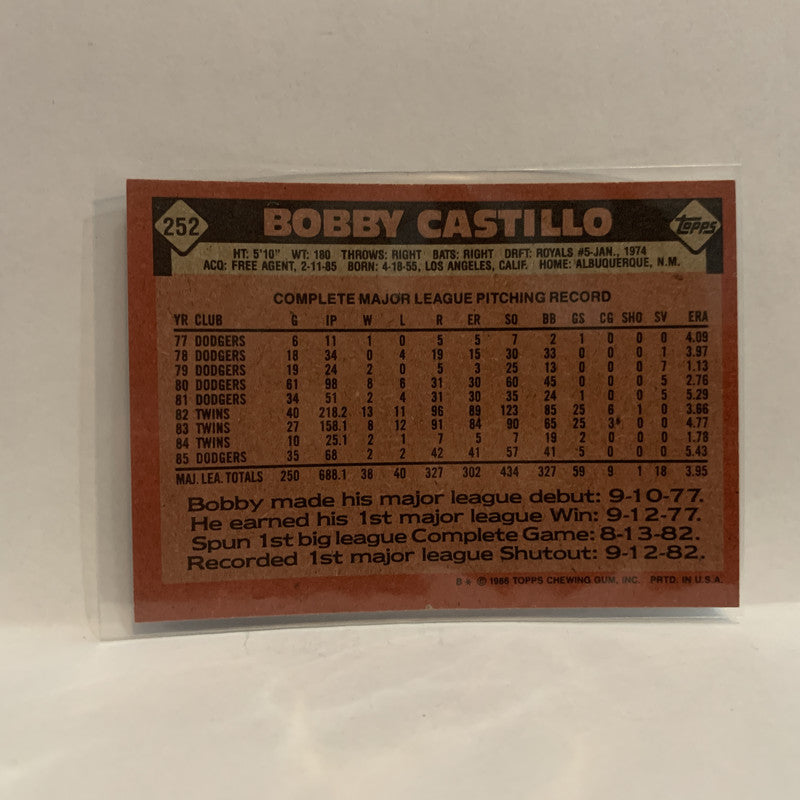 252 BOBBY CASTILLO Topps
HT: 5'10" WT: 180 THROWS: RIGHT BATS: RIGHT DRFT: ROYALS #5-JAN., 1974
ACQ: FREE AGENT, 2-11-85 BORN: 4-18-55, LOS ANGELES, CALIF. HOME: ALBUQUERQUE, N.M.
COMPLETE MAJOR LEAGUE PITCHING RECORD
YR CLUB G IP W L R ER SO BB GS CG SHO SV ERA
77 DODGERS 6 11 1 0 5 5 7 2 1 0 0 0 4.09
78 DODGERS 18 34 0 4 19 15 30 33 0 0 0 1 3.97
79 DODGERS 19 24 2 0 5 3 25 13 0 0 0 7 1.13
80 DODGERS 61 98 8 6 31 30 60 45 0 0 0 5 2.76
81 DODGERS 34 51 2 4 31 30 35 24 1 0 0 5 5.29
82 TWINS 40 218.2 13 11 96 89 123 85 25 6 1 0 3.66
83 TWINS 27 158.1 8 12 91 84 90 65 25 3* 0 0 4.77
84 TWINS 10 25.1 2 1 7 5 7 19 2 0 0 0 1.78
85 DODGERS 35 68 2 2 42 41 57 41 5 0 0 0 5.43
MAJ. LEA. TOTALS 250 688.1 38 40 327 302 434 327 59 9 1 18 3.95
Bobby made his major league debut: 9-10-77.
He earned his 1st major league Win: 9-12-77.
Spun 1st big league Complete Game: 8-13-82.
Recorded 1st major league Shutout: 9-12-82.
B* © 1986 TOPPS CHEWING GUM, INC. PRTD. IN U.S.A.